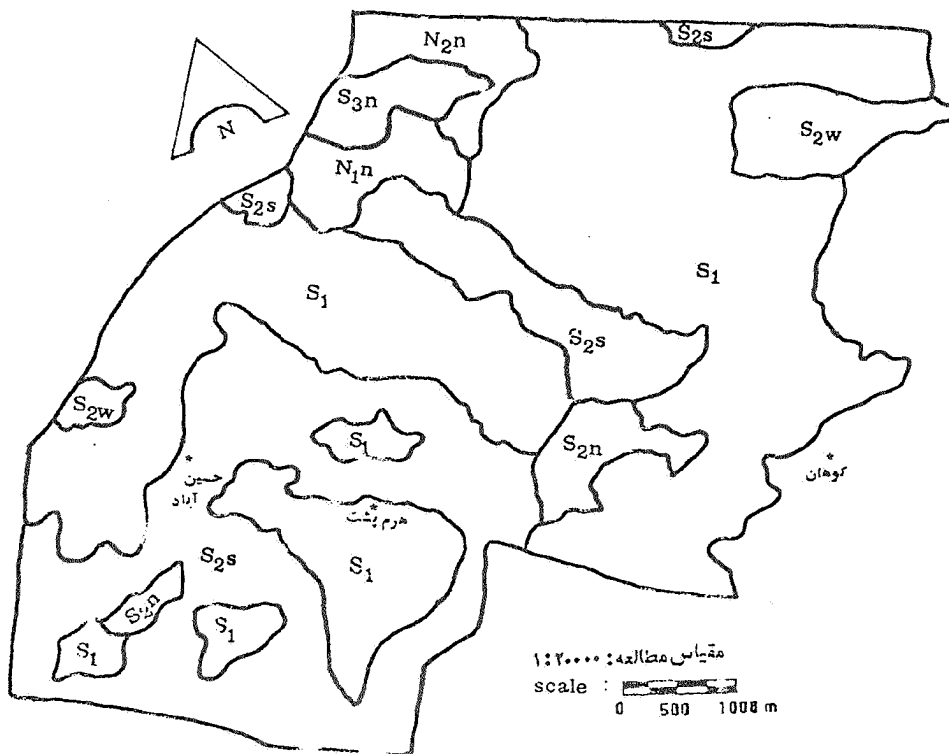 N₂n
S₂s
S₃n
S₂w
N
N₁n
S₂s
S₁
S₁
S₂s
S₂w
S₁
S₂n
*
کوهان
*
حسین
آباد
*
هرم پشت
S₂s
S₁
S₂n
S₁
S₁
مقیاس مطالعه: ۱:۲۰۰۰۰
scale :
0 500 1000 m